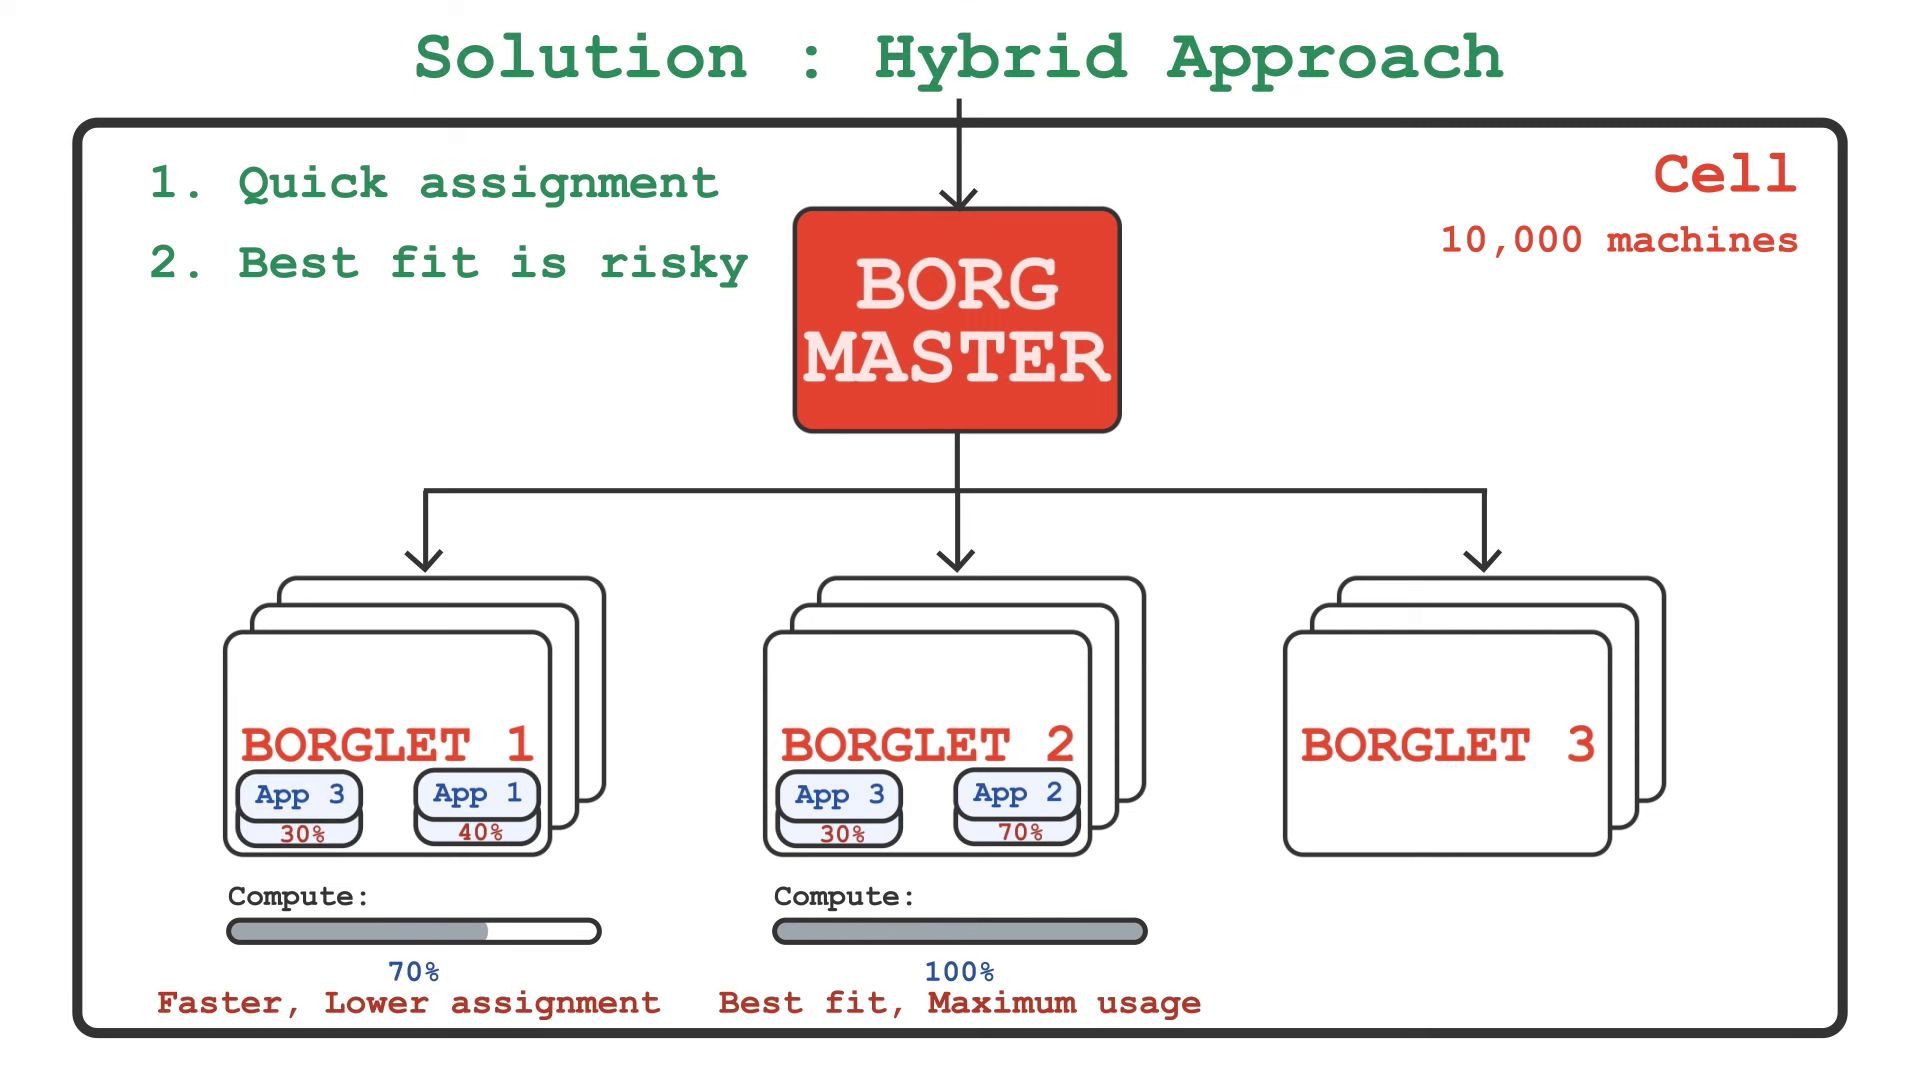 Solution : Hybrid Approach
1. Quick assignment
2. Best fit is risky
Cell
10,000 machines
BORG
MASTER
BORGLET 1
App 3
30%
App 1
40%
Compute:
70%
Faster, Lower assignment
BORGLET 2
App 3
30%
App 2
70%
Compute:
100%
Best fit, Maximum usage
BORGLET 3